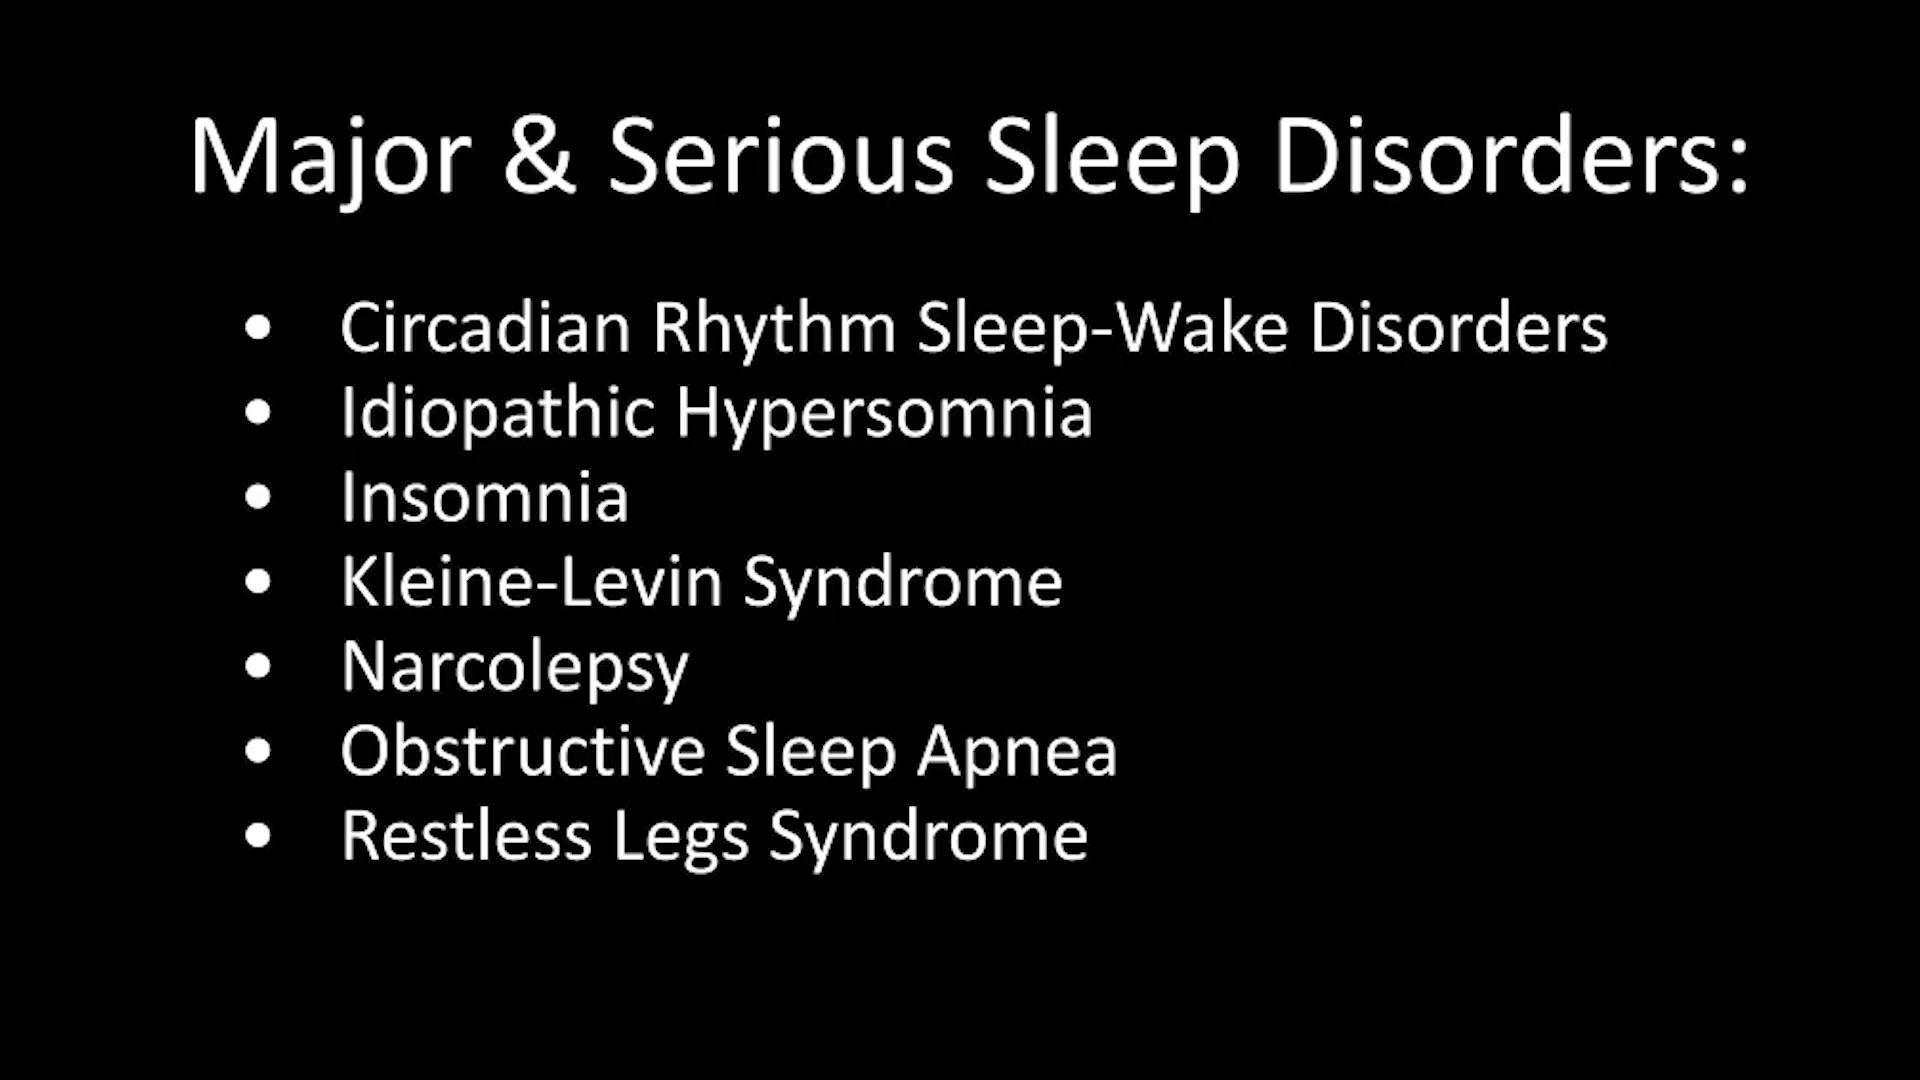 Major & Serious Sleep Disorders:
• Circadian Rhythm Sleep-Wake Disorders
• Idiopathic Hypersomnia
• Insomnia
• Kleine-Levin Syndrome
• Narcolepsy
• Obstructive Sleep Apnea
• Restless Legs Syndrome